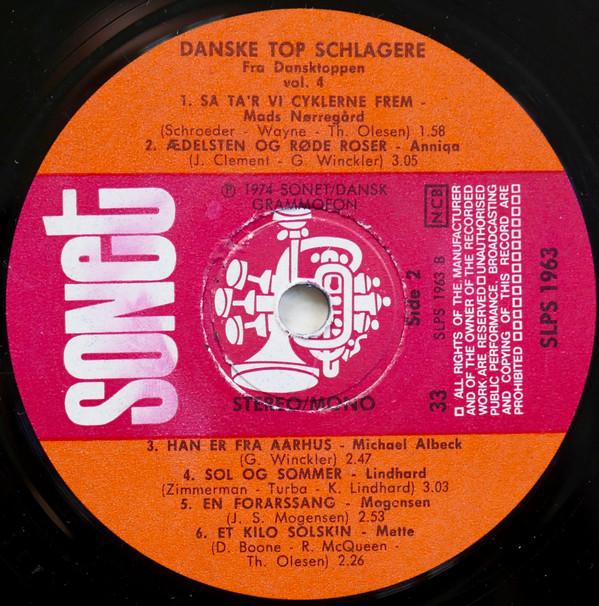 DANSKE TOP SCHLAGERE
Fra Dansktoppen
vol. 4
1. SA TA'R VI CYKLERNE FREM -
Mads Nørregård
(Schroeder - Wayne - Th. Olesen) 1.58
2. ÆDELSTEN OG RØDE ROSER - Anniqa
(J. Clement - G. Winckler) 3.05
sonet
℗ 1974 SONET/DANSK
GRAMMOFON
STEREO/MONO
Side 2
33
SLPS 1963 B
NCB
ALL RIGHTS OF THE MANUFACTURER
AND OF THE OWNER OF THE RECORDED
WORK ARE RESERVED UNAUTHORISED
PUBLIC PERFORMANCE, BROADCASTING
AND COPYING OF THIS RECORD ARE
PROHIBITED
SLPS 1963
3. HAN ER FRA AARHUS - Michael Albeck
(G. Winckler) 2.47
4. SOL OG SOMMER - Lindhard
(Zimmerman - Turba - K. Lindhard) 3.03
5. EN FORARSSANG - Mogensen
(J. S. Mogensen) 2.53
6. ET KILO SOLSKIN - Mette
(D. Boone - R. McQueen -
Th. Olesen) 2.26